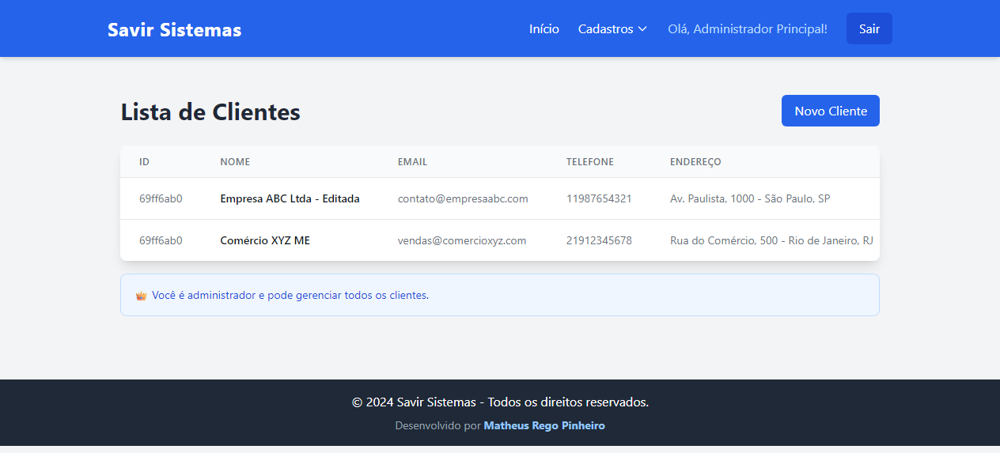 Savir Sistemas Início Cadastros Olá, Administrador Principal! Sair
Lista de Clientes Novo Cliente
ID NOME EMAIL TELEFONE ENDEREÇO
69ff6ab0 Empresa ABC Ltda - Editada contato@empresaabc.com 11987654321 Av. Paulista, 1000 - São Paulo, SP
69ff6ab0 Comércio XYZ ME vendas@comercioxyz.com 21912345678 Rua do Comércio, 500 - Rio de Janeiro, RJ
Você é administrador e pode gerenciar todos os clientes.
© 2024 Savir Sistemas - Todos os direitos reservados.
Desenvolvido por Matheus Rego Pinheiro